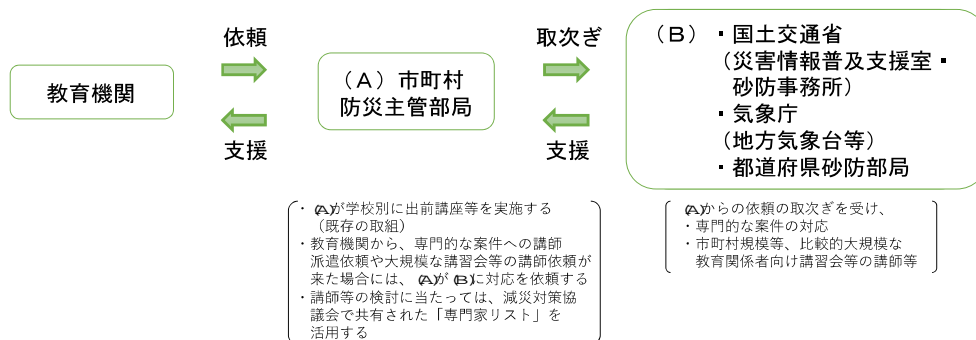 教育機関
依頼
支援
（A）市町村
防災主管部局
取次ぎ
支援
（B）・国土交通省
（災害情報普及支援室・
砂防事務所）
・気象庁
（地方気象台等）
・都道府県砂防部局
・(A)が学校別に出前講座等を実施する
（既存の取組）
・教育機関から、専門的な案件への講師
派遣依頼や大規模な講習会等の講師依頼が
来た場合には、(A)が(B)に対応を依頼する
・講師等の検討に当たっては、減災対策協
議会で共有された「専門家リスト」を
活用する
(A)からの依頼の取次ぎを受け、
・専門的な案件の対応
・市町村規模等、比較的大規模な
教育関係者向け講習会等の講師等